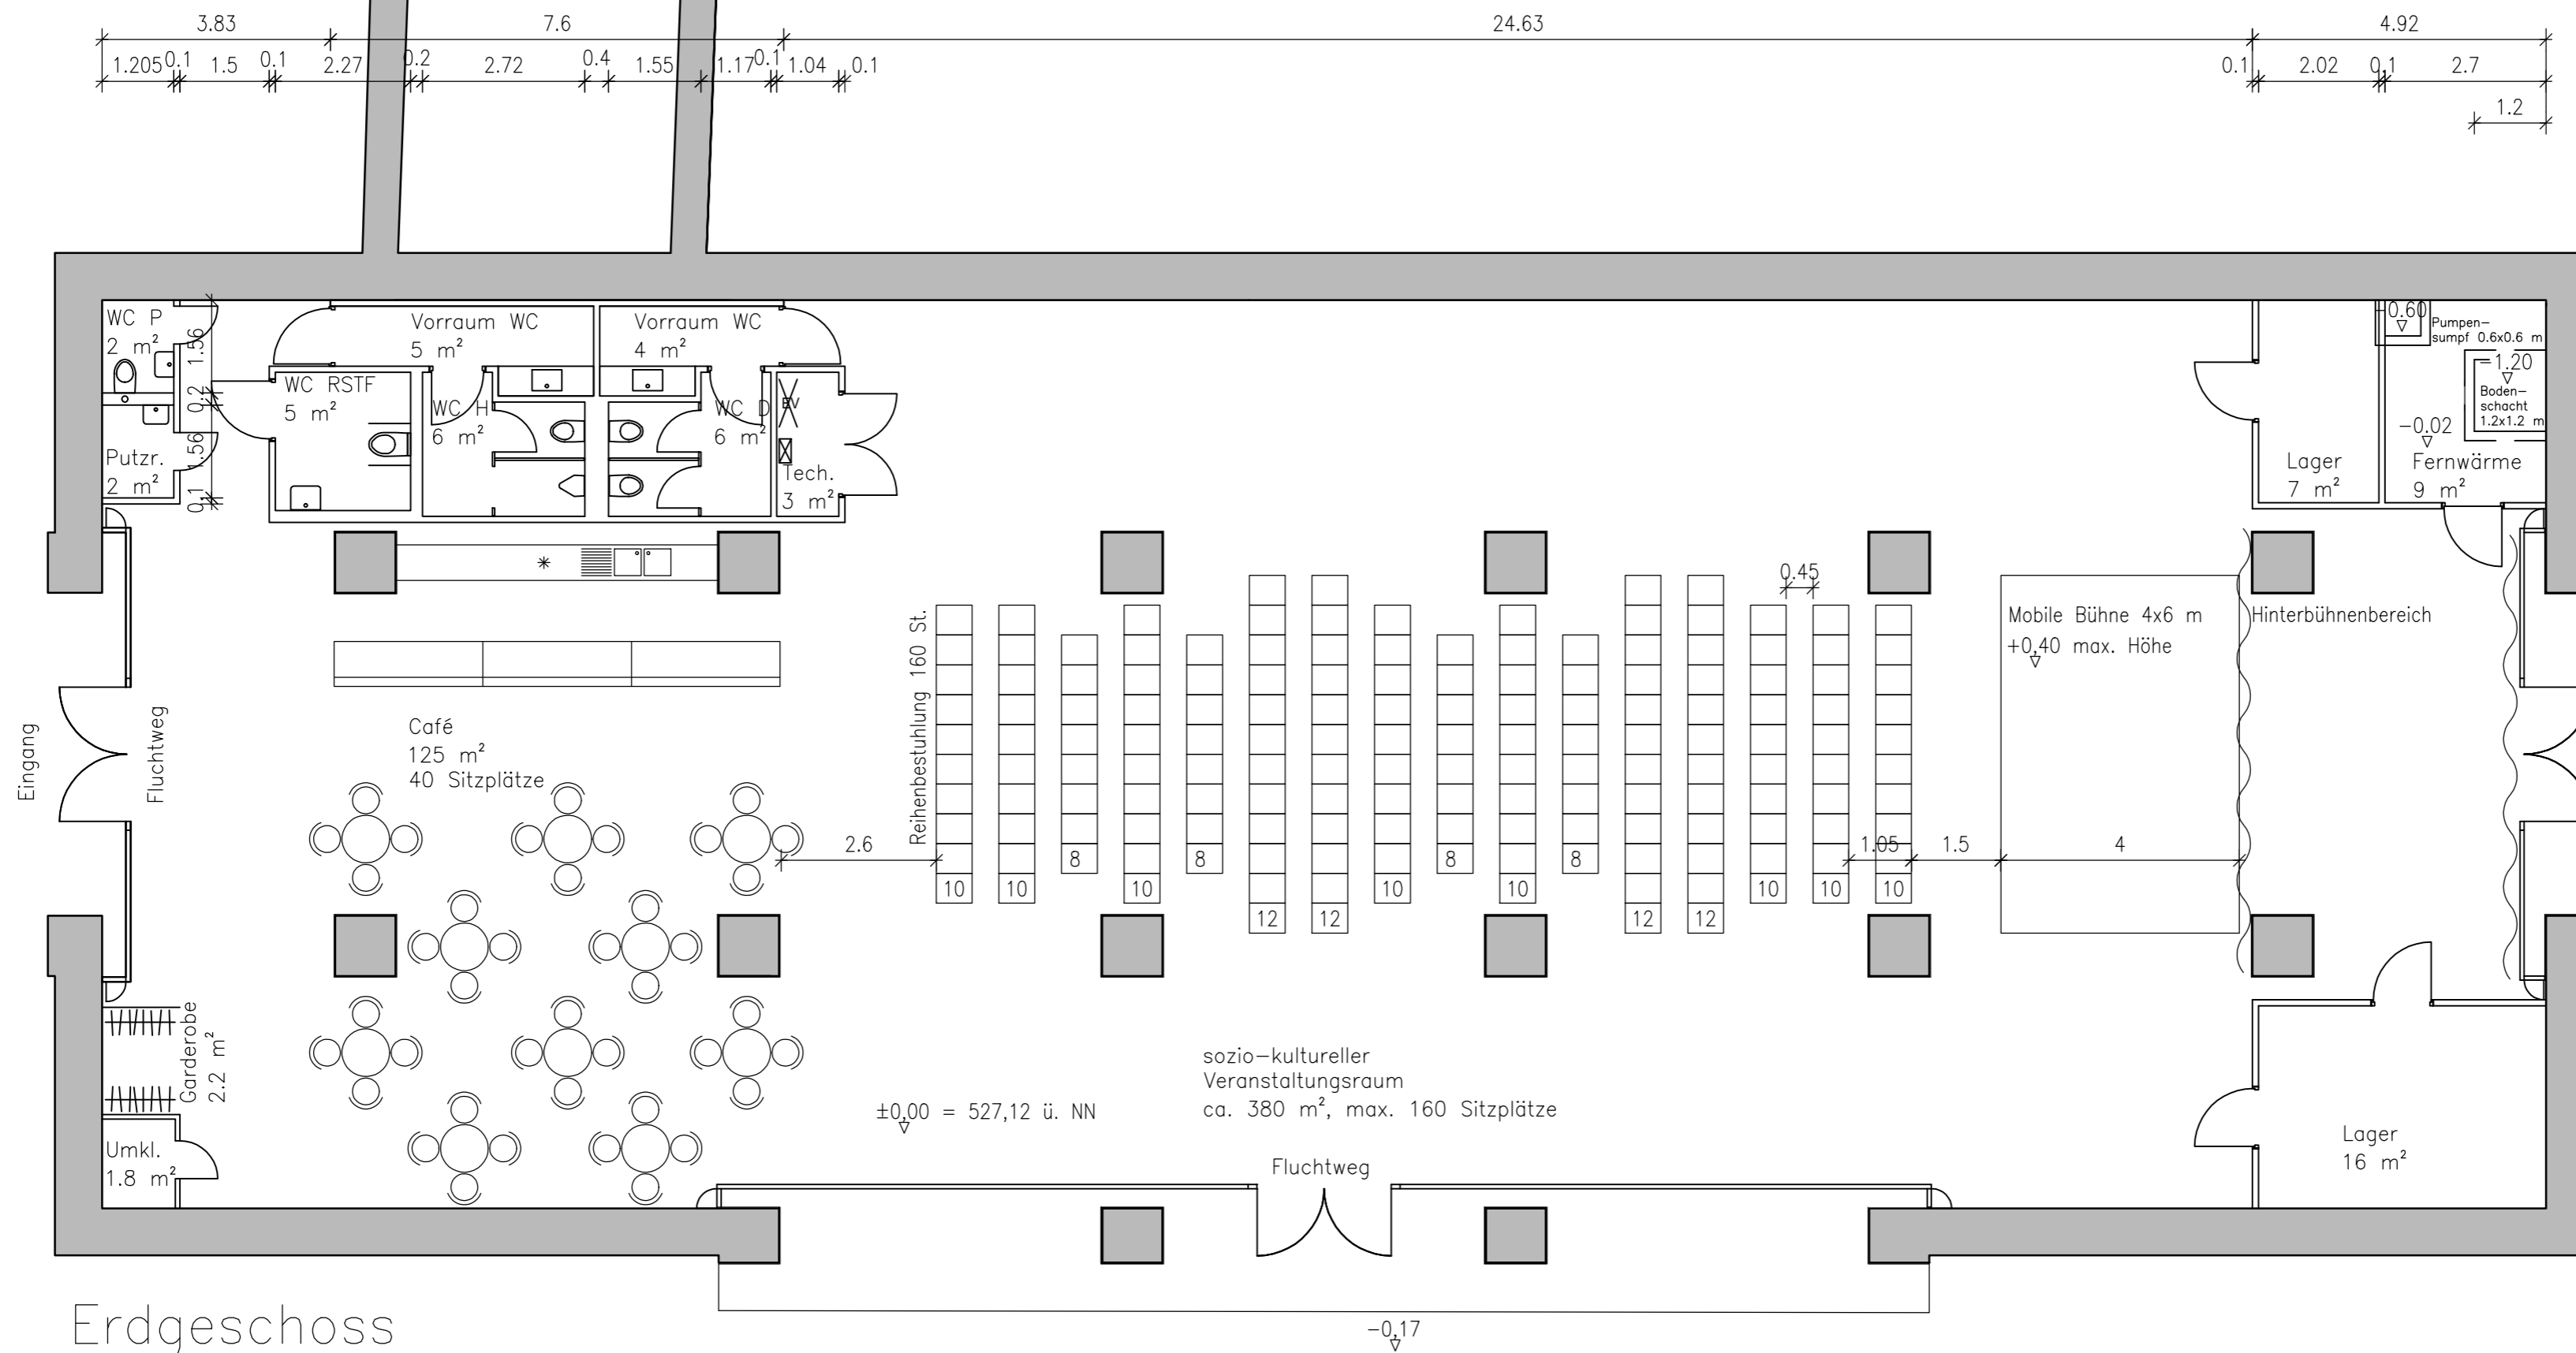 3.83 7.6 24.63 4.92
1.205 0.1 1.5 0.1 2.27 0.2 2.72 0.4 1.55 1.17 0.1 1.04 0.1 0.1 2.02 0.1 2.7
1.2
WC P
2 m²
1.56
0.2
1.56
0.1
Putzr.
2 m²
WC RSTF
5 m²
Vorraum WC
5 m²
Vorraum WC
4 m²
WC H
6 m²
WC D
6 m²
EV
Tech.
3 m²
Lager
7 m²
0.60
Pumpen-
sumpf 0.6x0.6 m
-1.20
Boden-
schacht
1.2x1.2 m
-0.02
Fernwärme
9 m²
Eingang
Fluchtweg
Café
125 m²
40 Sitzplätze
2.6
Reihenbestuhlung 160 St.
0.45
Mobile Bühne 4x6 m
+0,40 max. Höhe
Hinterbühnenbereich
1.05 1.5 4
10 10 8 10 8 12 12 10 8 10 8 12 12 10 10 10
Garderobe
2.2 m²
Umkl.
1.8 m²
±0,00 = 527,12 ü. NN
sozio-kultureller
Veranstaltungsraum
ca. 380 m², max. 160 Sitzplätze
Fluchtweg
Lager
16 m²
Erdgeschoss
-0,17